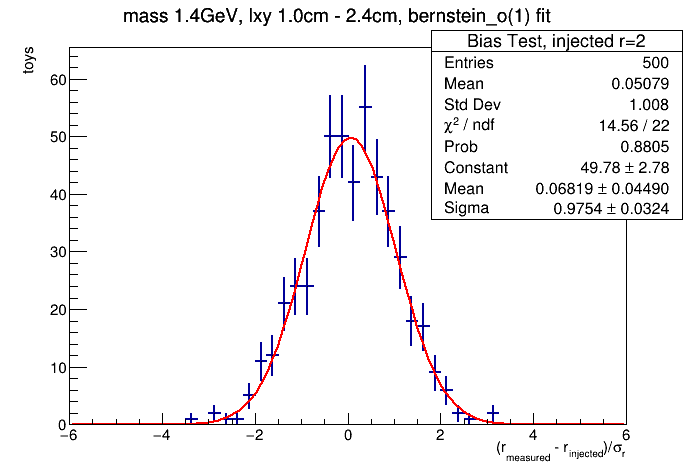 mass 1.4GeV, lxy 1.0cm - 2.4cm, bernstein_o(1) fit
toys
Bias Test, injected r=2
Entries 500
Mean 0.05079
Std Dev 1.008
χ² / ndf 14.56 / 22
Prob 0.8805
Constant 49.78 ± 2.78
Mean 0.06819 ± 0.04490
Sigma 0.9754 ± 0.0324
60
50
40
30
20
10
0
−6 −4 −2 0 2 4 6
(r_measured - r_injected)/σ_r